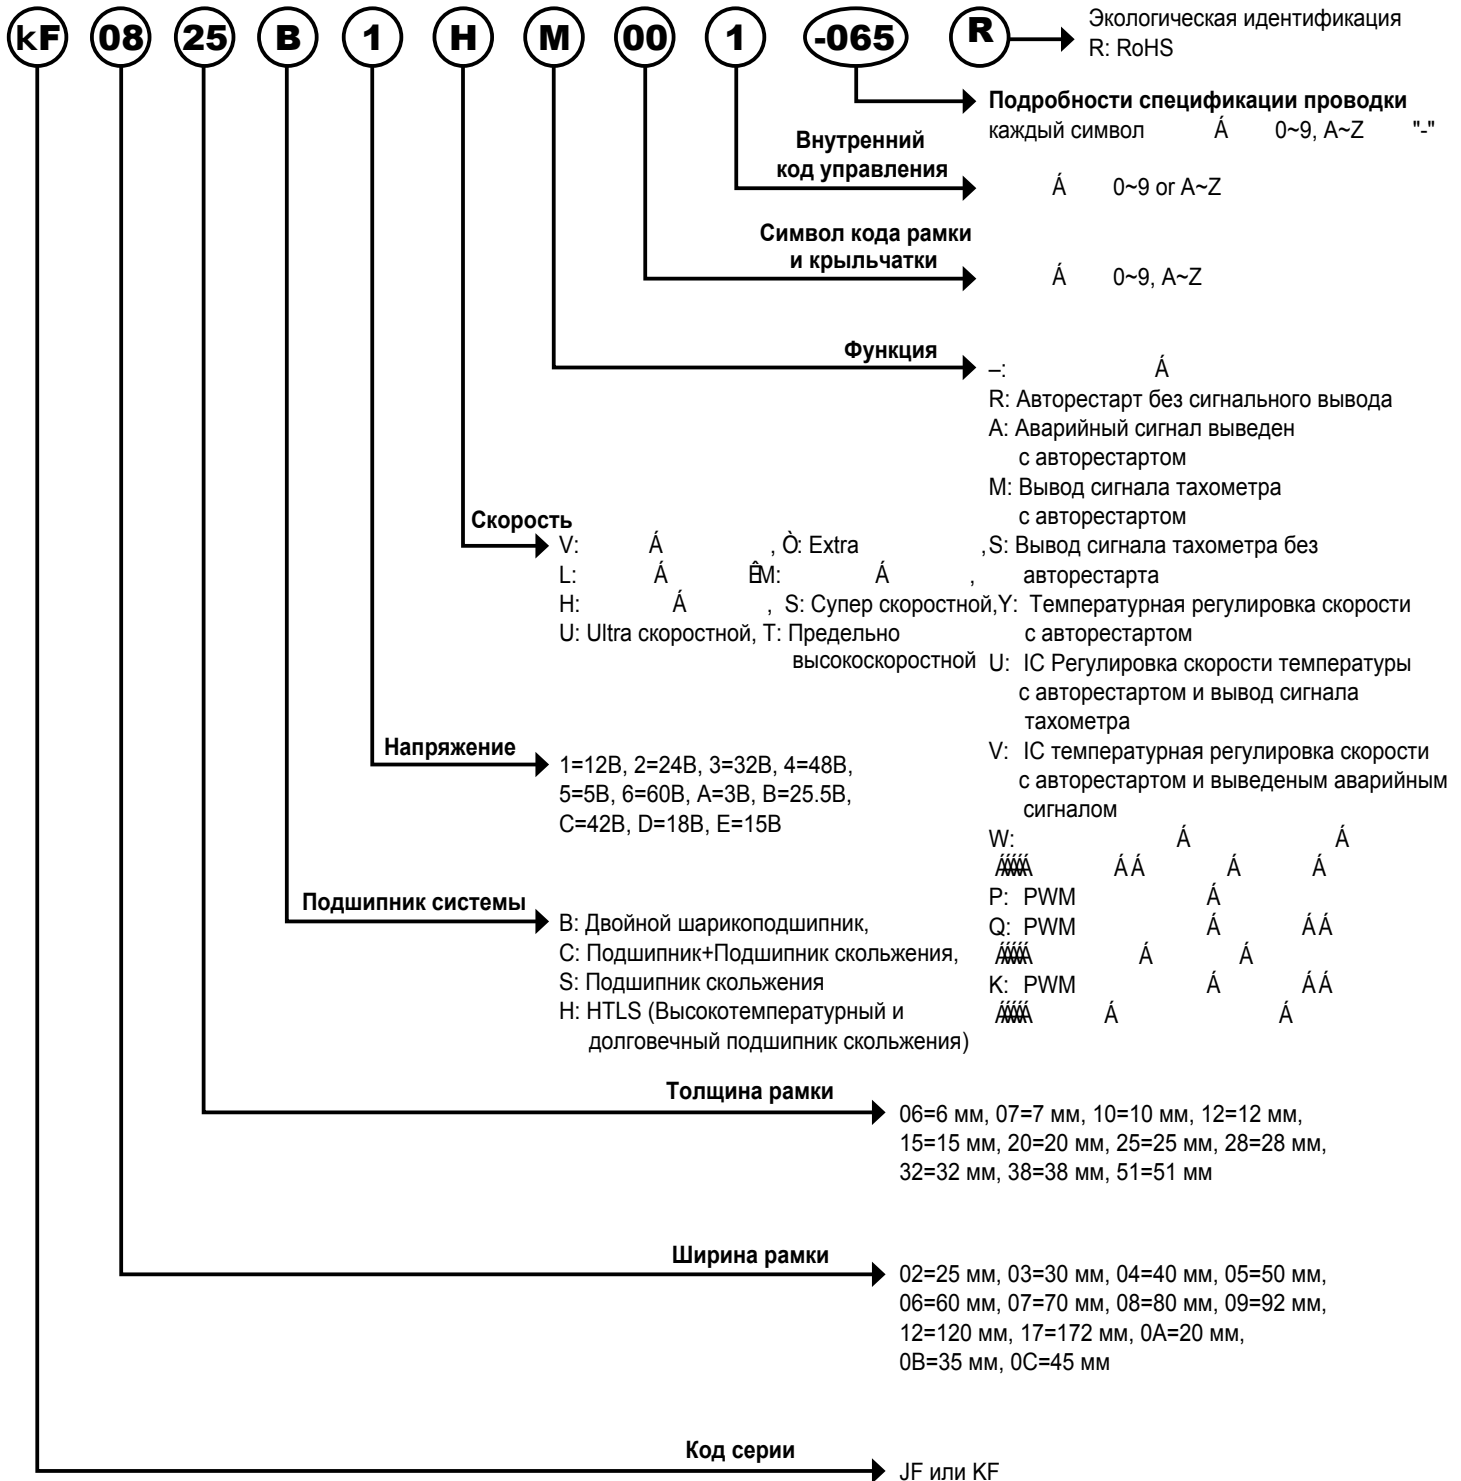 kF 08 25 B 1 H M 00 1 -065 R
Экологическая идентификация
R: RoHS
Подробности спецификации проводки
каждый символ Á 0~9, A~Z "-"
Внутренний
код управления
Á 0~9 or A~Z
Символ кода рамки
и крыльчатки
Á 0~9, A~Z
Функция
–: Á
R: Авторестарт без сигнального вывода
A: Аварийный сигнал выведен
с авторестартом
M: Вывод сигнала тахометра
с авторестартом
S: Вывод сигнала тахометра без
авторестарта
Y: Температурная регулировка скорости
с авторестартом
U: IC Регулировка скорости температуры
с авторестартом и вывод сигнала
тахометра
V: IC температурная регулировка скорости
с авторестартом и выведеным аварийным
сигналом
W: Á Á
Á Á Á Á
P: PWM Á
Q: PWM Á Á Á
Á Á
K: PWM Á Á Á
Á Á
Скорость
V: Á , Ò: Extra ,
L: Á M: Á ,
H: Á , S: Супер скоростной,
U: Ultra скоростной, T: Предельно
высокоскоростной
Напряжение
1=12В, 2=24В, 3=32В, 4=48В,
5=5В, 6=60В, A=3В, B=25.5В,
C=42В, D=18В, E=15В
Подшипник системы
B: Двойной шарикоподшипник,
C: Подшипник+Подшипник скольжения,
S: Подшипник скольжения
H: HTLS (Высокотемпературный и
долговечный подшипник скольжения)
Толщина рамки
06=6 мм, 07=7 мм, 10=10 мм, 12=12 мм,
15=15 мм, 20=20 мм, 25=25 мм, 28=28 мм,
32=32 мм, 38=38 мм, 51=51 мм
Ширина рамки
02=25 мм, 03=30 мм, 04=40 мм, 05=50 мм,
06=60 мм, 07=70 мм, 08=80 мм, 09=92 мм,
12=120 мм, 17=172 мм, 0A=20 мм,
0B=35 мм, 0C=45 мм
Код серии
JF или KF